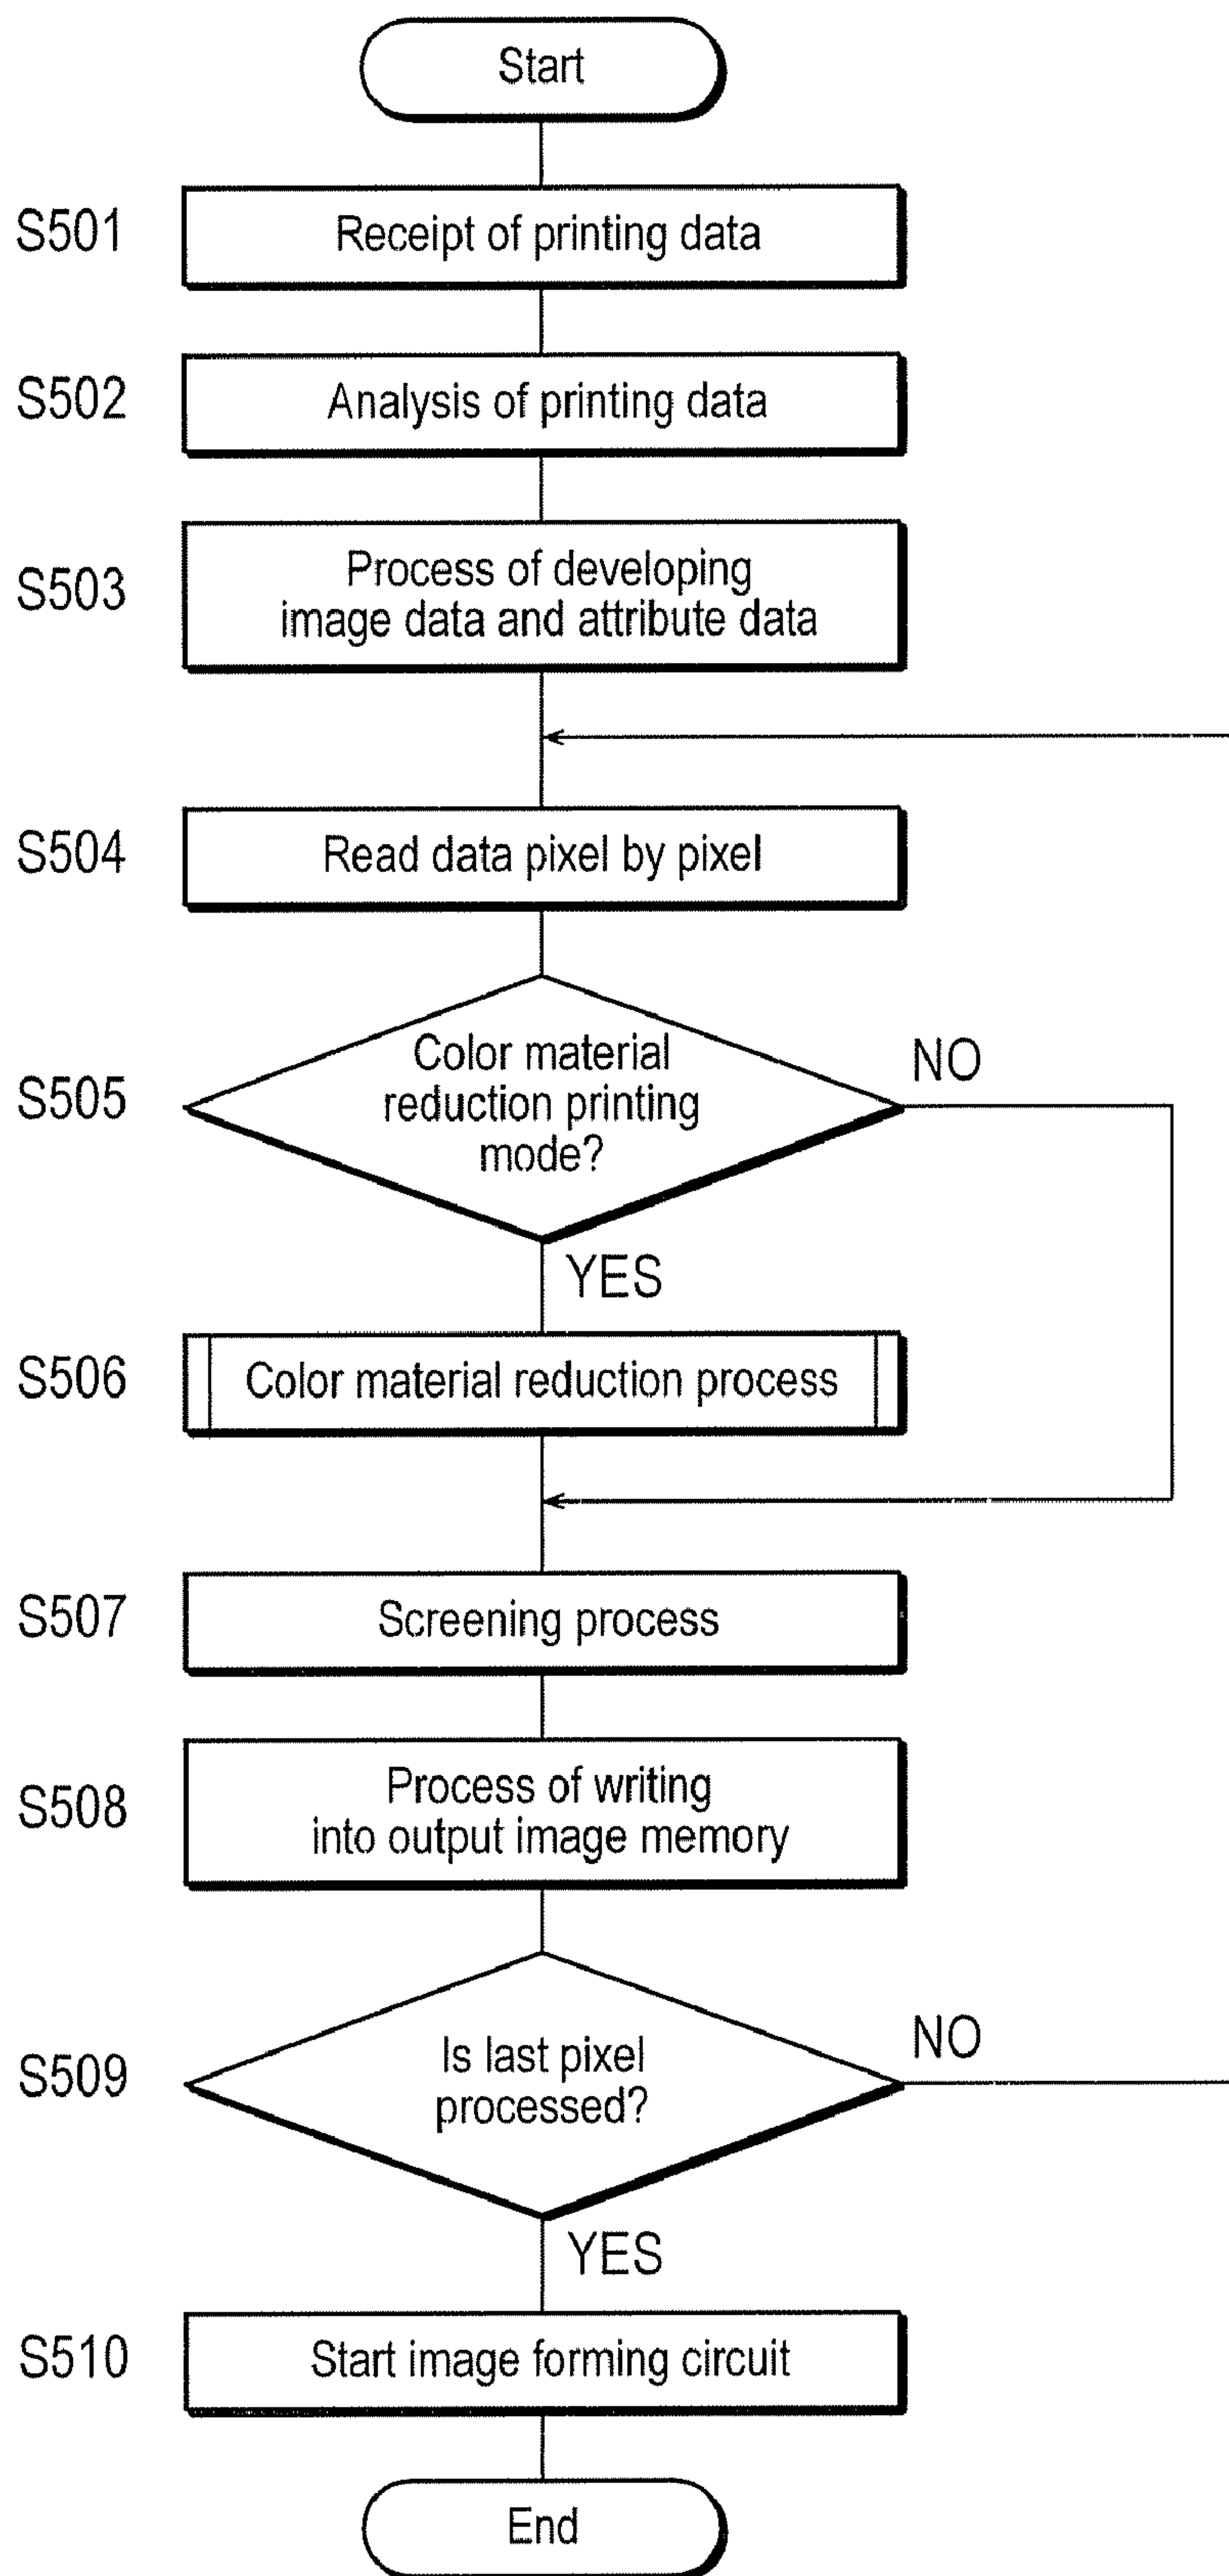 Start
S501
Receipt of printing data
S502
Analysis of printing data
S503
Process of developing
image data and attribute data
S504
Read data pixel by pixel
S505
Color material
reduction printing
mode?
NO
YES
S506
Color material reduction process
S507
Screening process
S508
Process of writing
into output image memory
S509
Is last pixel
processed?
NO
YES
S510
Start image forming circuit
End